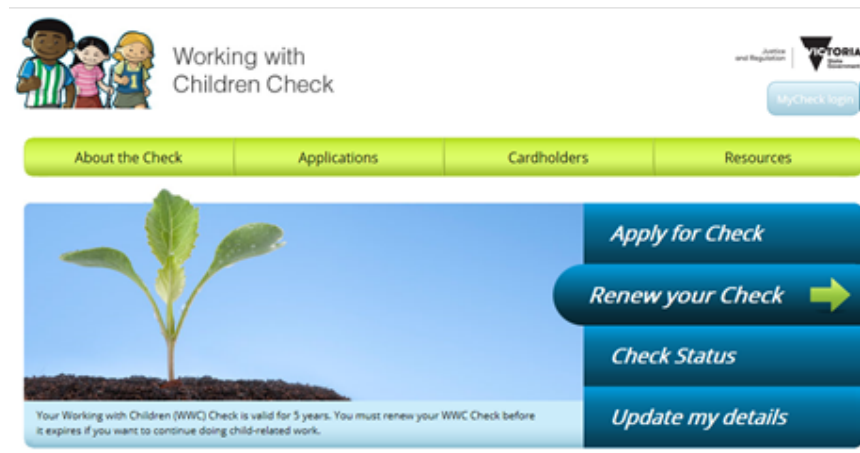 Working with
Children Check
Justice
and Regulation
VICTORIA
State
Government
MyCheck login
About the Check
Applications
Cardholders
Resources
Apply for Check
Renew your Check
Check Status
Update my details
Your Working with Children (WWC) Check is valid for 5 years. You must renew your WWC Check before
it expires if you want to continue doing child-related work.